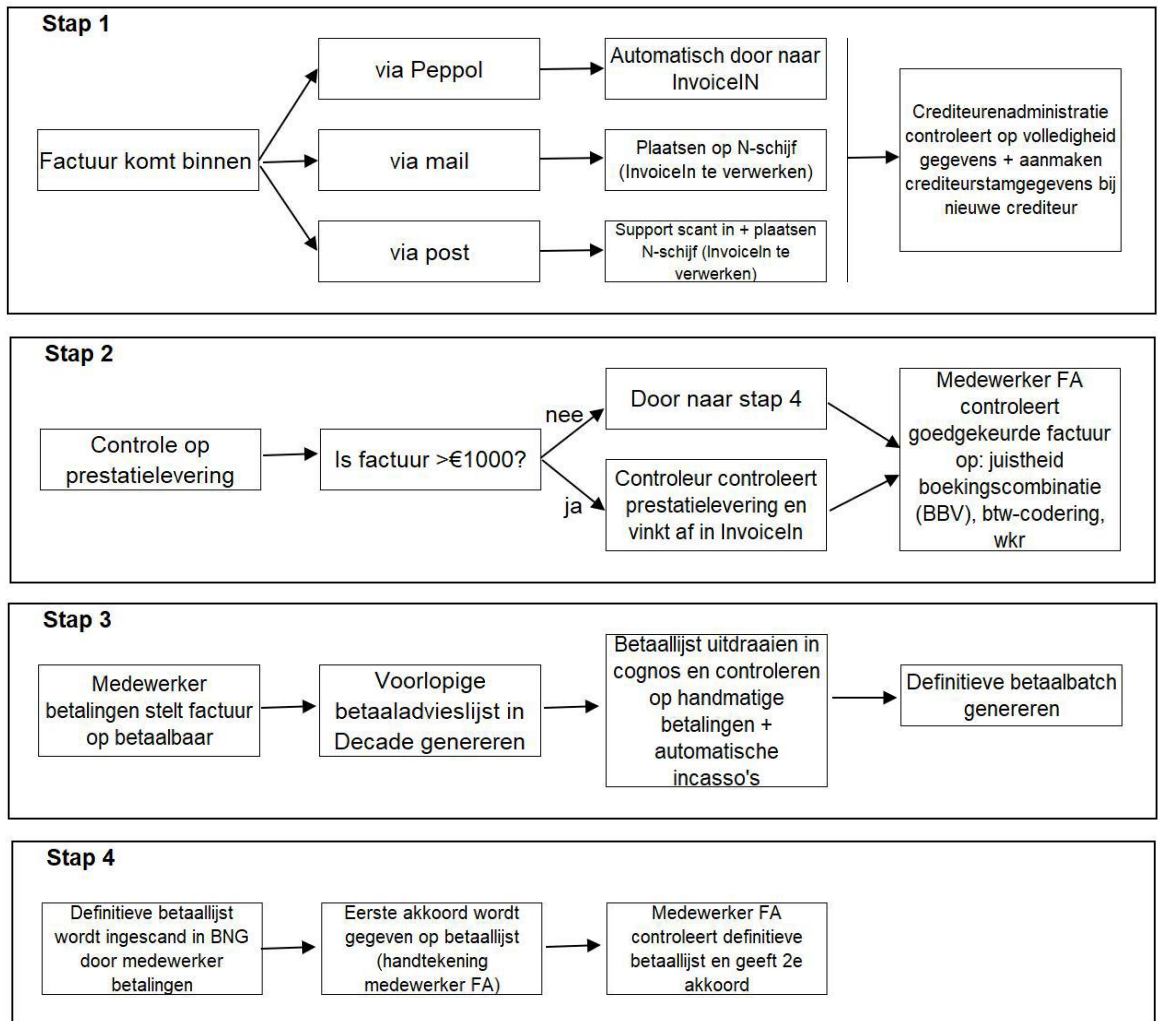 Stap 1
Factuur komt binnen
via Peppol
Automatisch door naar
InvoiceIN
via mail
Plaatsen op N-schijf
(InvoiceIn te verwerken)
via post
Support scant in + plaatsen
N-schijf (InvoiceIn te
verwerken)
Crediteurenadministratie
controleert op volledigheid
gegevens + aanmaken
crediteurstamgegevens bij
nieuwe crediteur
Stap 2
Controle op
prestatielevering
Is factuur >€1000?
nee
Door naar stap 4
ja
Controleur controleert
prestatielevering en
vinkt af in InvoiceIn
Medewerker FA
controleert
goedgekeurde factuur
op: juistheid
boekingscombinatie
(BBV), btw-codering,
wkr
Stap 3
Medewerker
betalingen stelt factuur
op betaalbaar
Voorlopige
betaaladvieslijst in
Decade genereren
Betaallijst uitdraaien in
cognos en controleren
op handmatige
betalingen +
automatische
incasso's
Definitieve betaalbatch
genereren
Stap 4
Definitieve betaallijst
wordt ingescand in BNG
door medewerker
betalingen
Eerste akkoord wordt
gegeven op betaallijst
(handtekening
medewerker FA)
Medewerker FA
controleert definitieve
betaallijst en geeft 2e
akkoord